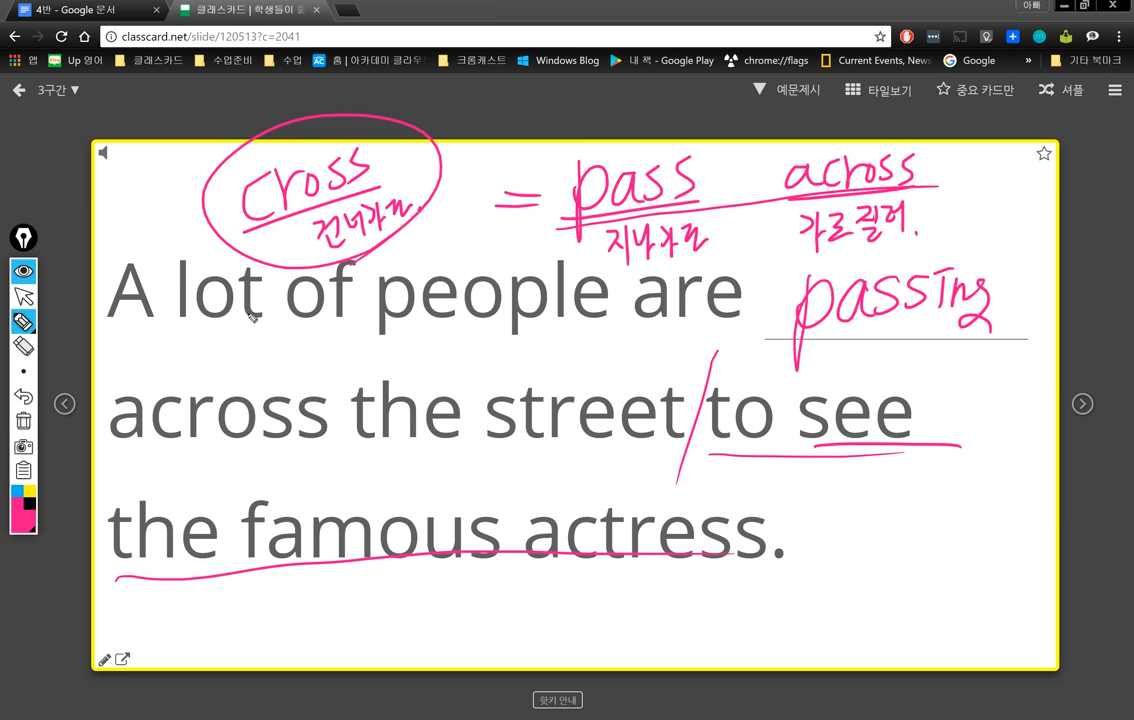 4반 - Google 문서
클래스카드 | 학생들이 좋
아빠
classcard.net/slide/120513?c=2041
앱 Up 영어 클래스카드 수업준비 수업 홈 | 아카데미 클라우 크롬캐스트 Windows Blog 내 책 - Google Play chrome://flags Current Events, News Google » 기타 북마크
3구간 ▼
▼ 예문제시 타일보기 중요 카드만 셔플
cross = pass across
건너가다. 지나가다 가로질러.
A lot of people are passing
across the street / to see
the famous actress.
핫키 안내